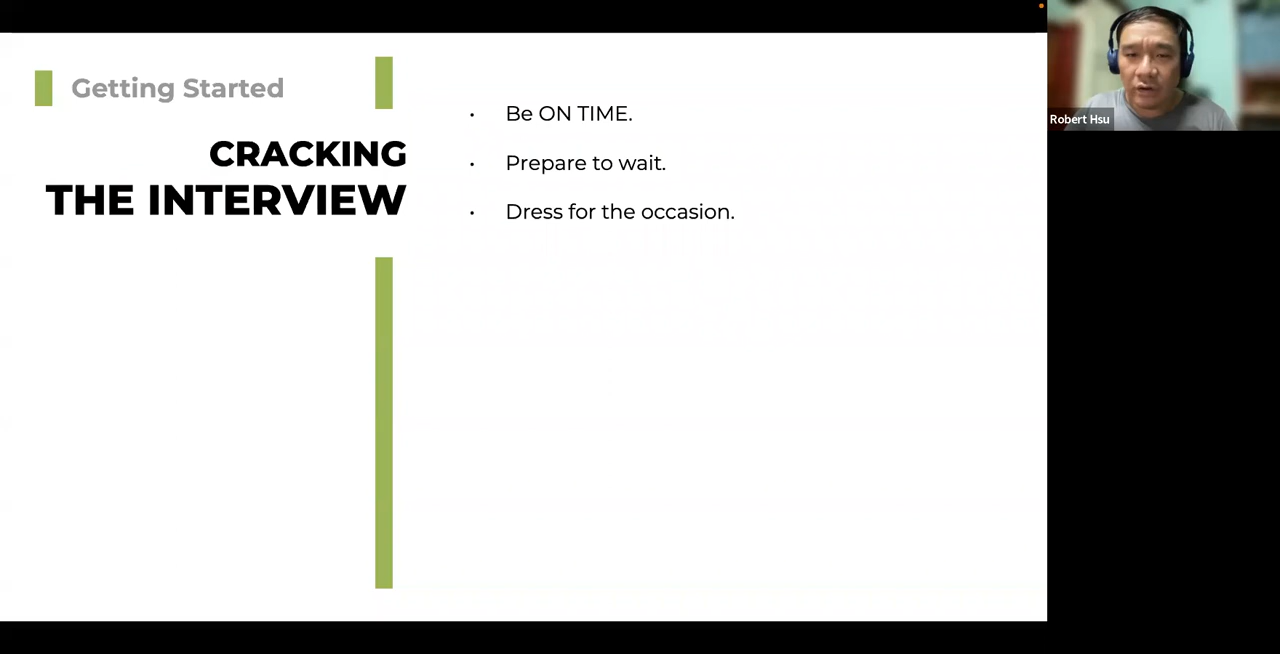 Getting Started
CRACKING
THE INTERVIEW
• Be ON TIME.
• Prepare to wait.
• Dress for the occasion.
Robert Hsu